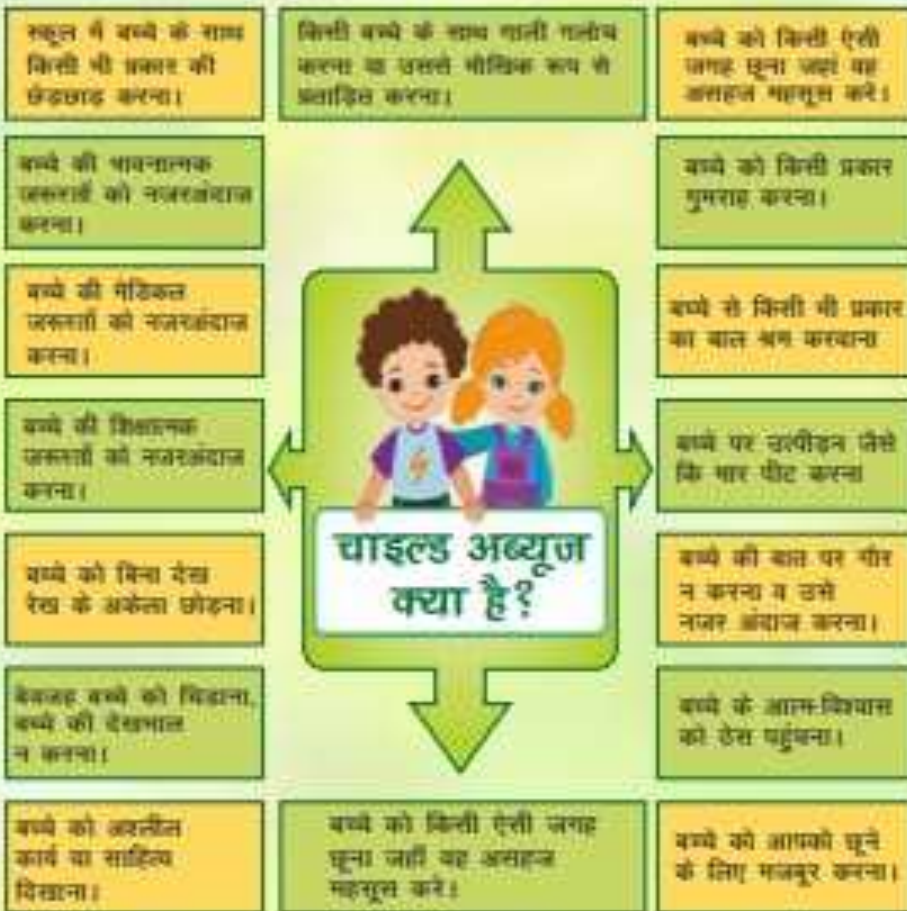 स्कूल में बच्चे के साथ
किसी भी प्रकार की
छेड़छाड़ करना।
किसी बच्चे के साथ गाली गलोच
करना या उससे मौखिक रूप से
प्रताड़ित करना।
बच्चे को किसी ऐसी
जगह छूना जहां वह
असहज महसूस करे।
बच्चे की भावनात्मक
जरूरतों को नजरअंदाज
करना।
बच्चे को किसी प्रकार
गुमराह करना।
बच्चे की मेडिकल
जरूरतों को नजरअंदाज
करना।
बच्चे से किसी भी प्रकार
का बाल श्रम करवाना
बच्चे की शिक्षात्मक
जरूरतों को नजरअंदाज
करना।
बच्चे पर उत्पीड़न जैसे
कि मार पीट करना
चाइल्ड अब्यूज
क्या है?
बच्चे को बिना देख
रेख के अकेला छोड़ना।
बच्चे की बात पर गौर
न करना व उसे
नजर अंदाज करना।
बेवजह बच्चे को चिडाना,
बच्चे की देखभाल
न करना।
बच्चे के आत्म-विश्वास
को ठेस पहुंचना।
बच्चे को अश्लील
कार्य या साहित्य
दिखाना।
बच्चे को किसी ऐसी जगह
छूना जहाँ वह असहज
महसूस करे।
बच्चे को आपको छूने
के लिए मजबूर करना।